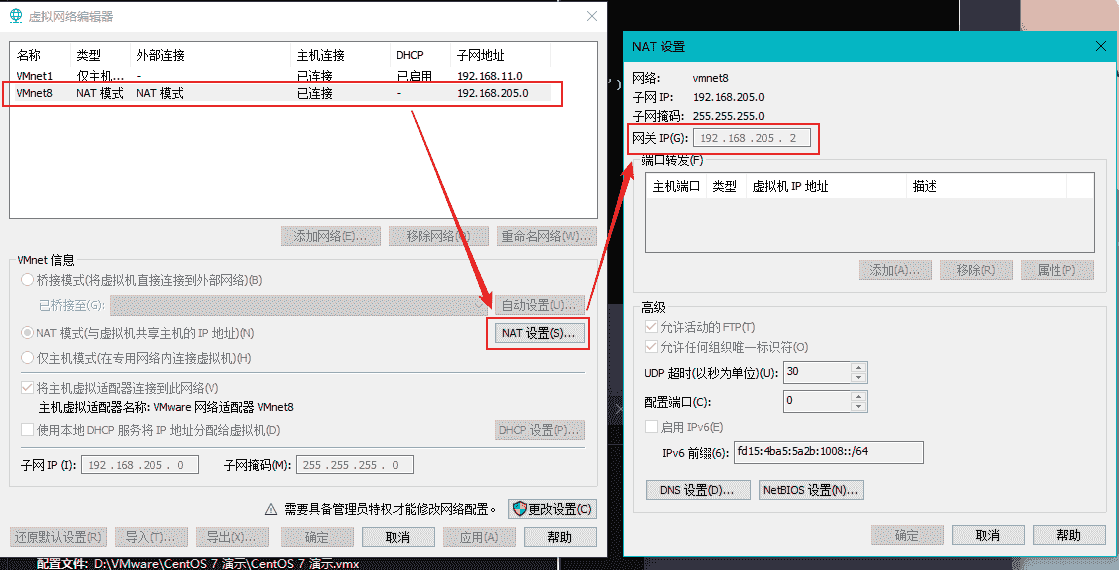 虚拟网络编辑器
名称 类型 外部连接 主机连接 DHCP 子网地址
VMnet1 仅主机... - 已连接 已启用 192.168.11.0
VMnet8 NAT 模式 NAT 模式 已连接 - 192.168.205.0
添加网络(E)... 移除网络(O) 重命名网络(W)...
VMnet 信息
桥接模式(将虚拟机直接连接到外部网络)(B)
已桥接至(G): 自动设置(U)...
NAT 模式(与虚拟机共享主机的 IP 地址)(N) NAT 设置(S)...
仅主机模式(在专用网络内连接虚拟机)(H)
将主机虚拟适配器连接到此网络(V)
主机虚拟适配器名称: VMware 网络适配器 VMnet8
使用本地 DHCP 服务将 IP 地址分配给虚拟机(D) DHCP 设置(P)...
子网 IP (I): 192 . 168 . 205 . 0 子网掩码(M): 255 . 255 . 255 . 0
需要具备管理员特权才能修改网络配置。 更改设置(C)
还原默认设置(R) 导入(T)... 导出(X)... 确定 取消 应用(A) 帮助
配置文件: D:\VMware\CentOS 7 演示\CentOS 7 演示.vmx
NAT 设置
网络: vmnet8
子网 IP: 192.168.205.0
子网掩码: 255.255.255.0
网关 IP(G): 192 . 168 . 205 . 2
端口转发(F)
主机端口 类型 虚拟机 IP 地址 描述
添加(A)... 移除(R) 属性(P)
高级
允许活动的 FTP(T)
允许任何组织唯一标识符(O)
UDP 超时(以秒为单位)(U): 30
配置端口(C): 0
启用 IPv6(E)
IPv6 前缀(6): fd15:4ba5:5a2b:1008::/64
DNS 设置(D)... NetBIOS 设置(N)...
确定 取消 帮助